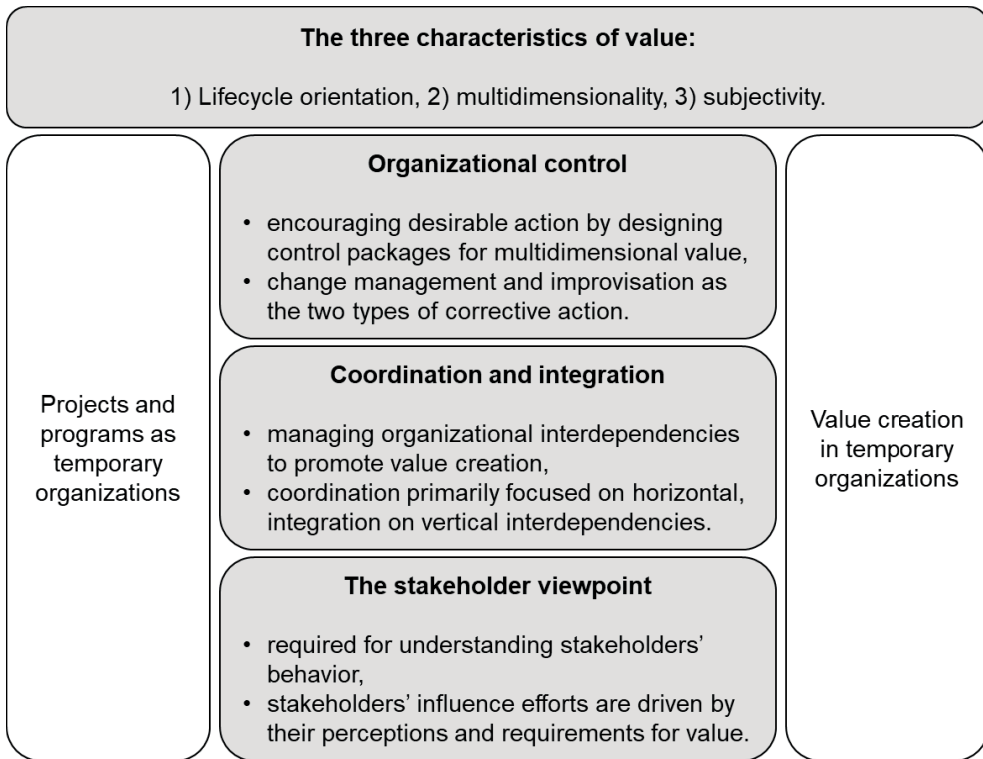 The three characteristics of value:
1) Lifecycle orientation, 2) multidimensionality, 3) subjectivity.
Projects and
programs as
temporary
organizations
Organizational control
• encouraging desirable action by designing
control packages for multidimensional value,
• change management and improvisation as
the two types of corrective action.
Coordination and integration
• managing organizational interdependencies
to promote value creation,
• coordination primarily focused on horizontal,
integration on vertical interdependencies.
The stakeholder viewpoint
• required for understanding stakeholders’
behavior,
• stakeholders’ influence efforts are driven by
their perceptions and requirements for value.
Value creation
in temporary
organizations